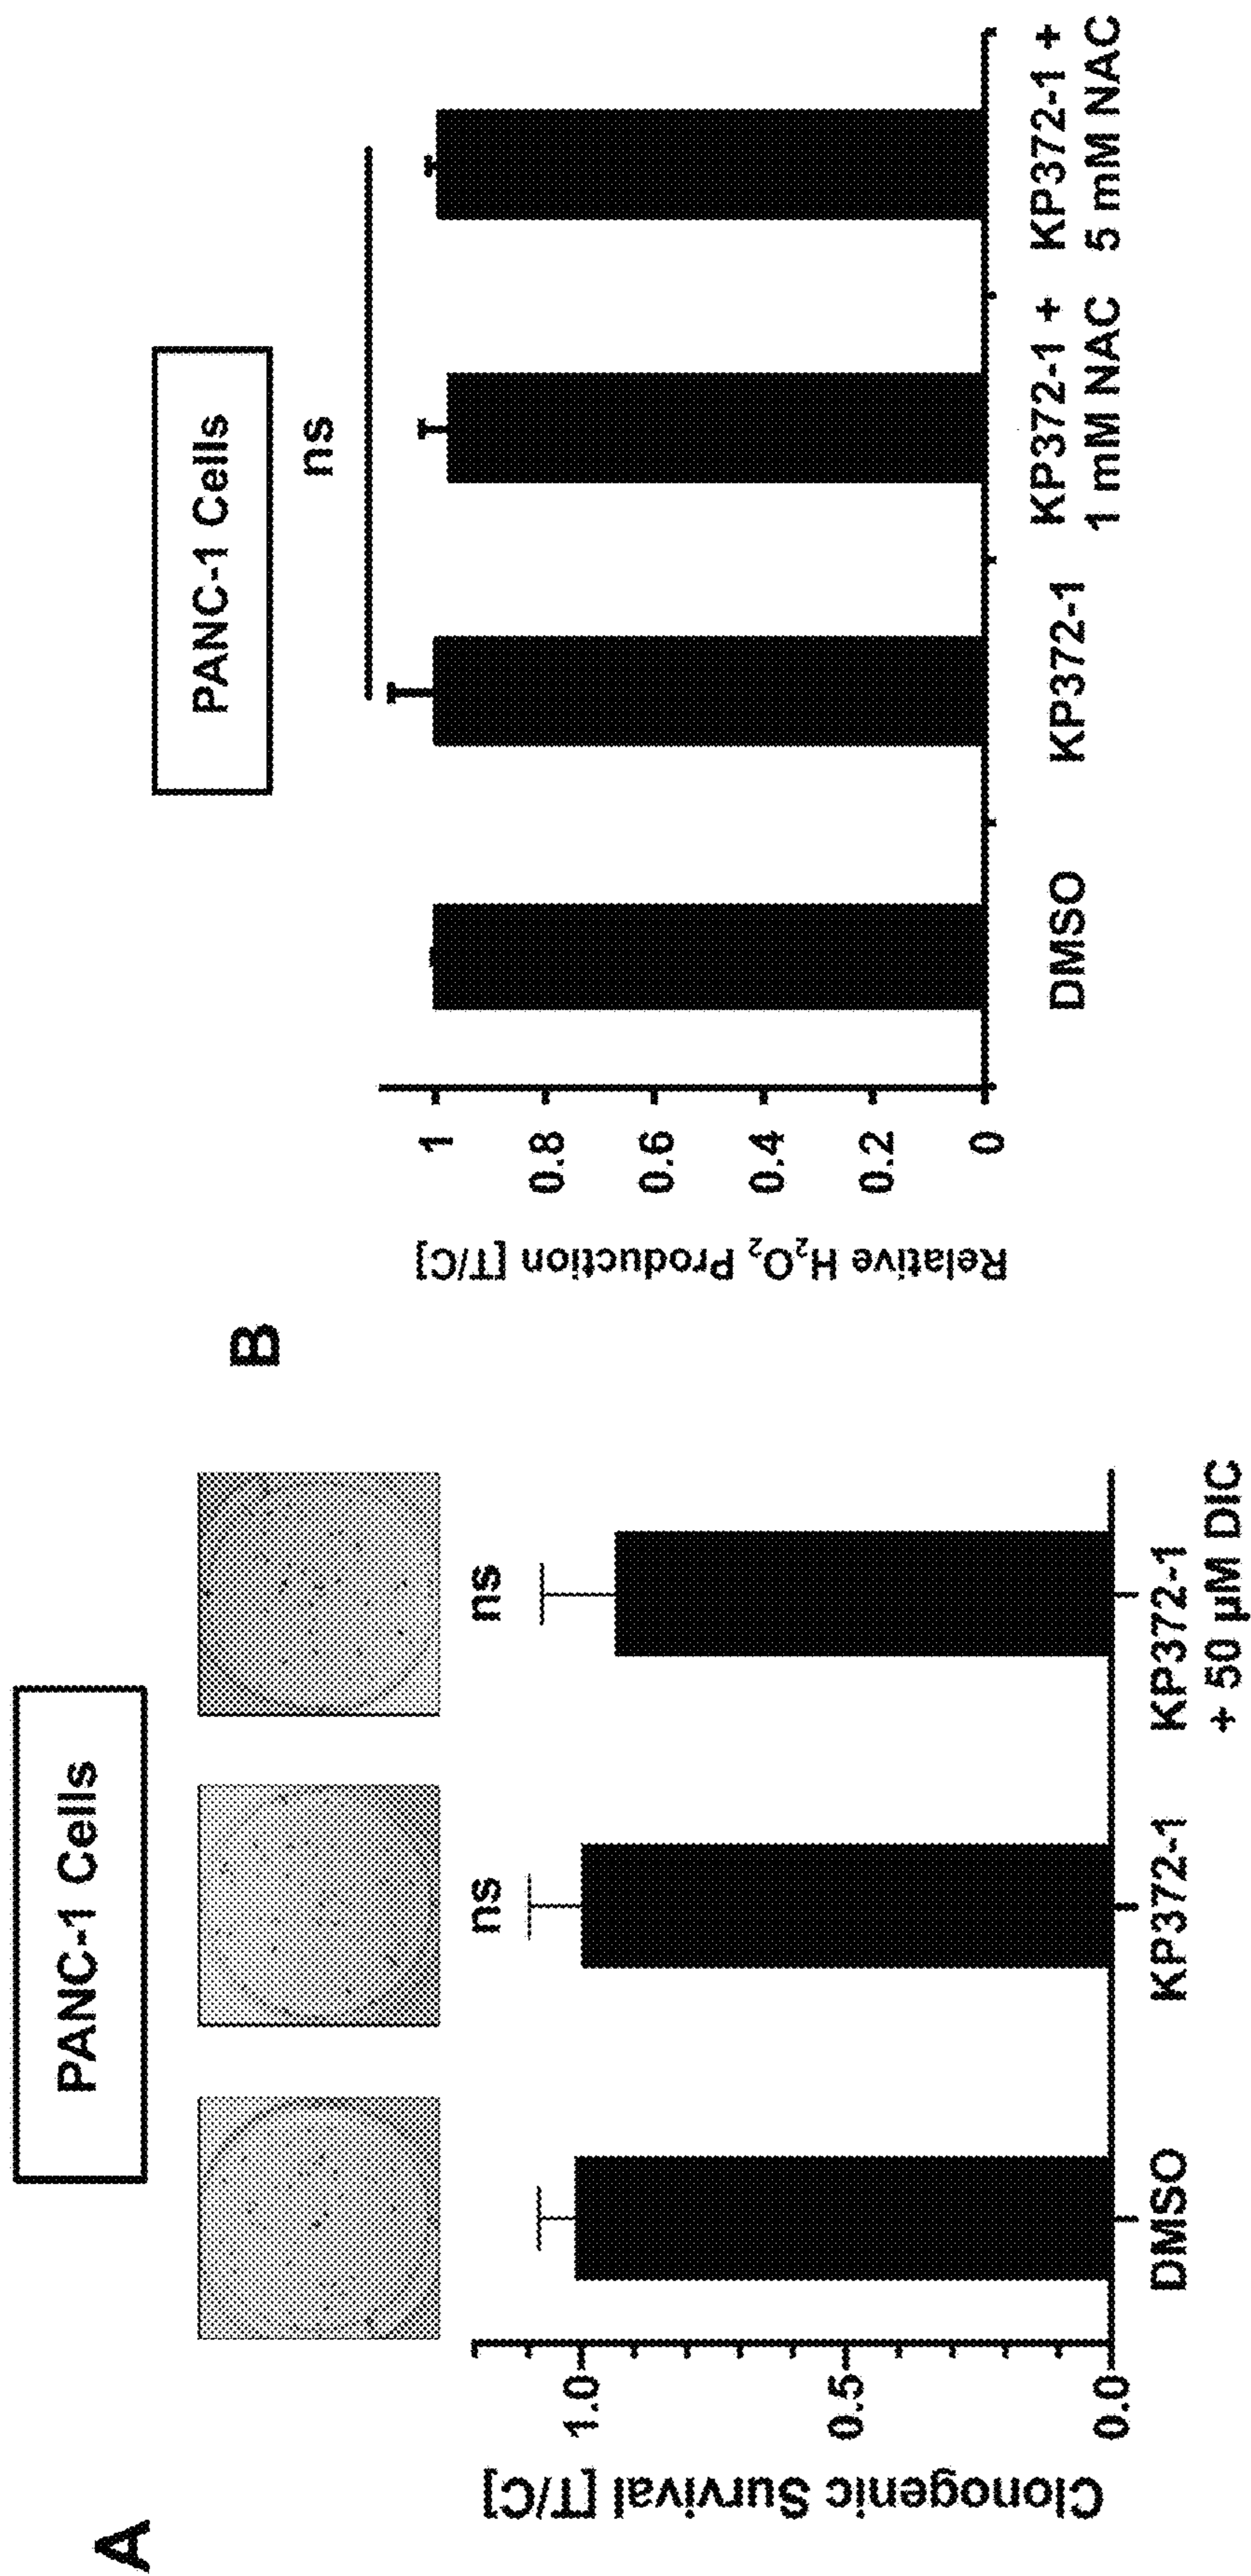 A
PANC-1 Cells
ns
ns
Clonogenic Survival [T/C]
1.0
0.5
0.0
DMSO
KP372-1
KP372-1
+ 50 µM DIC
B
PANC-1 Cells
ns
Relative H₂O₂ Production [T/C]
1
0.8
0.6
0.4
0.2
0
DMSO
KP372-1
KP372-1 +
1 mM NAC
KP372-1 +
5 mM NAC